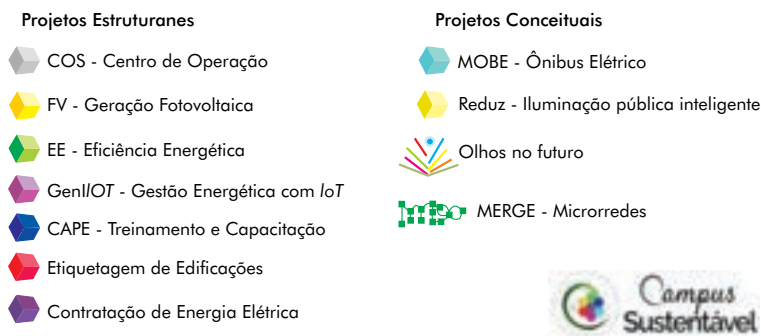 Projetos Estruturanes
COS - Centro de Operação
FV - Geração Fotovoltaica
EE - Eficiência Energética
GenIIOT - Gestão Energética com IoT
CAPE - Treinamento e Capacitação
Etiquetagem de Edificações
Contratação de Energia Elétrica
Projetos Conceituais
MOBE - Ônibus Elétrico
Reduz - Iluminação pública inteligente
Olhos no futuro
MERGE - Microrredes
Campus
Sustentável